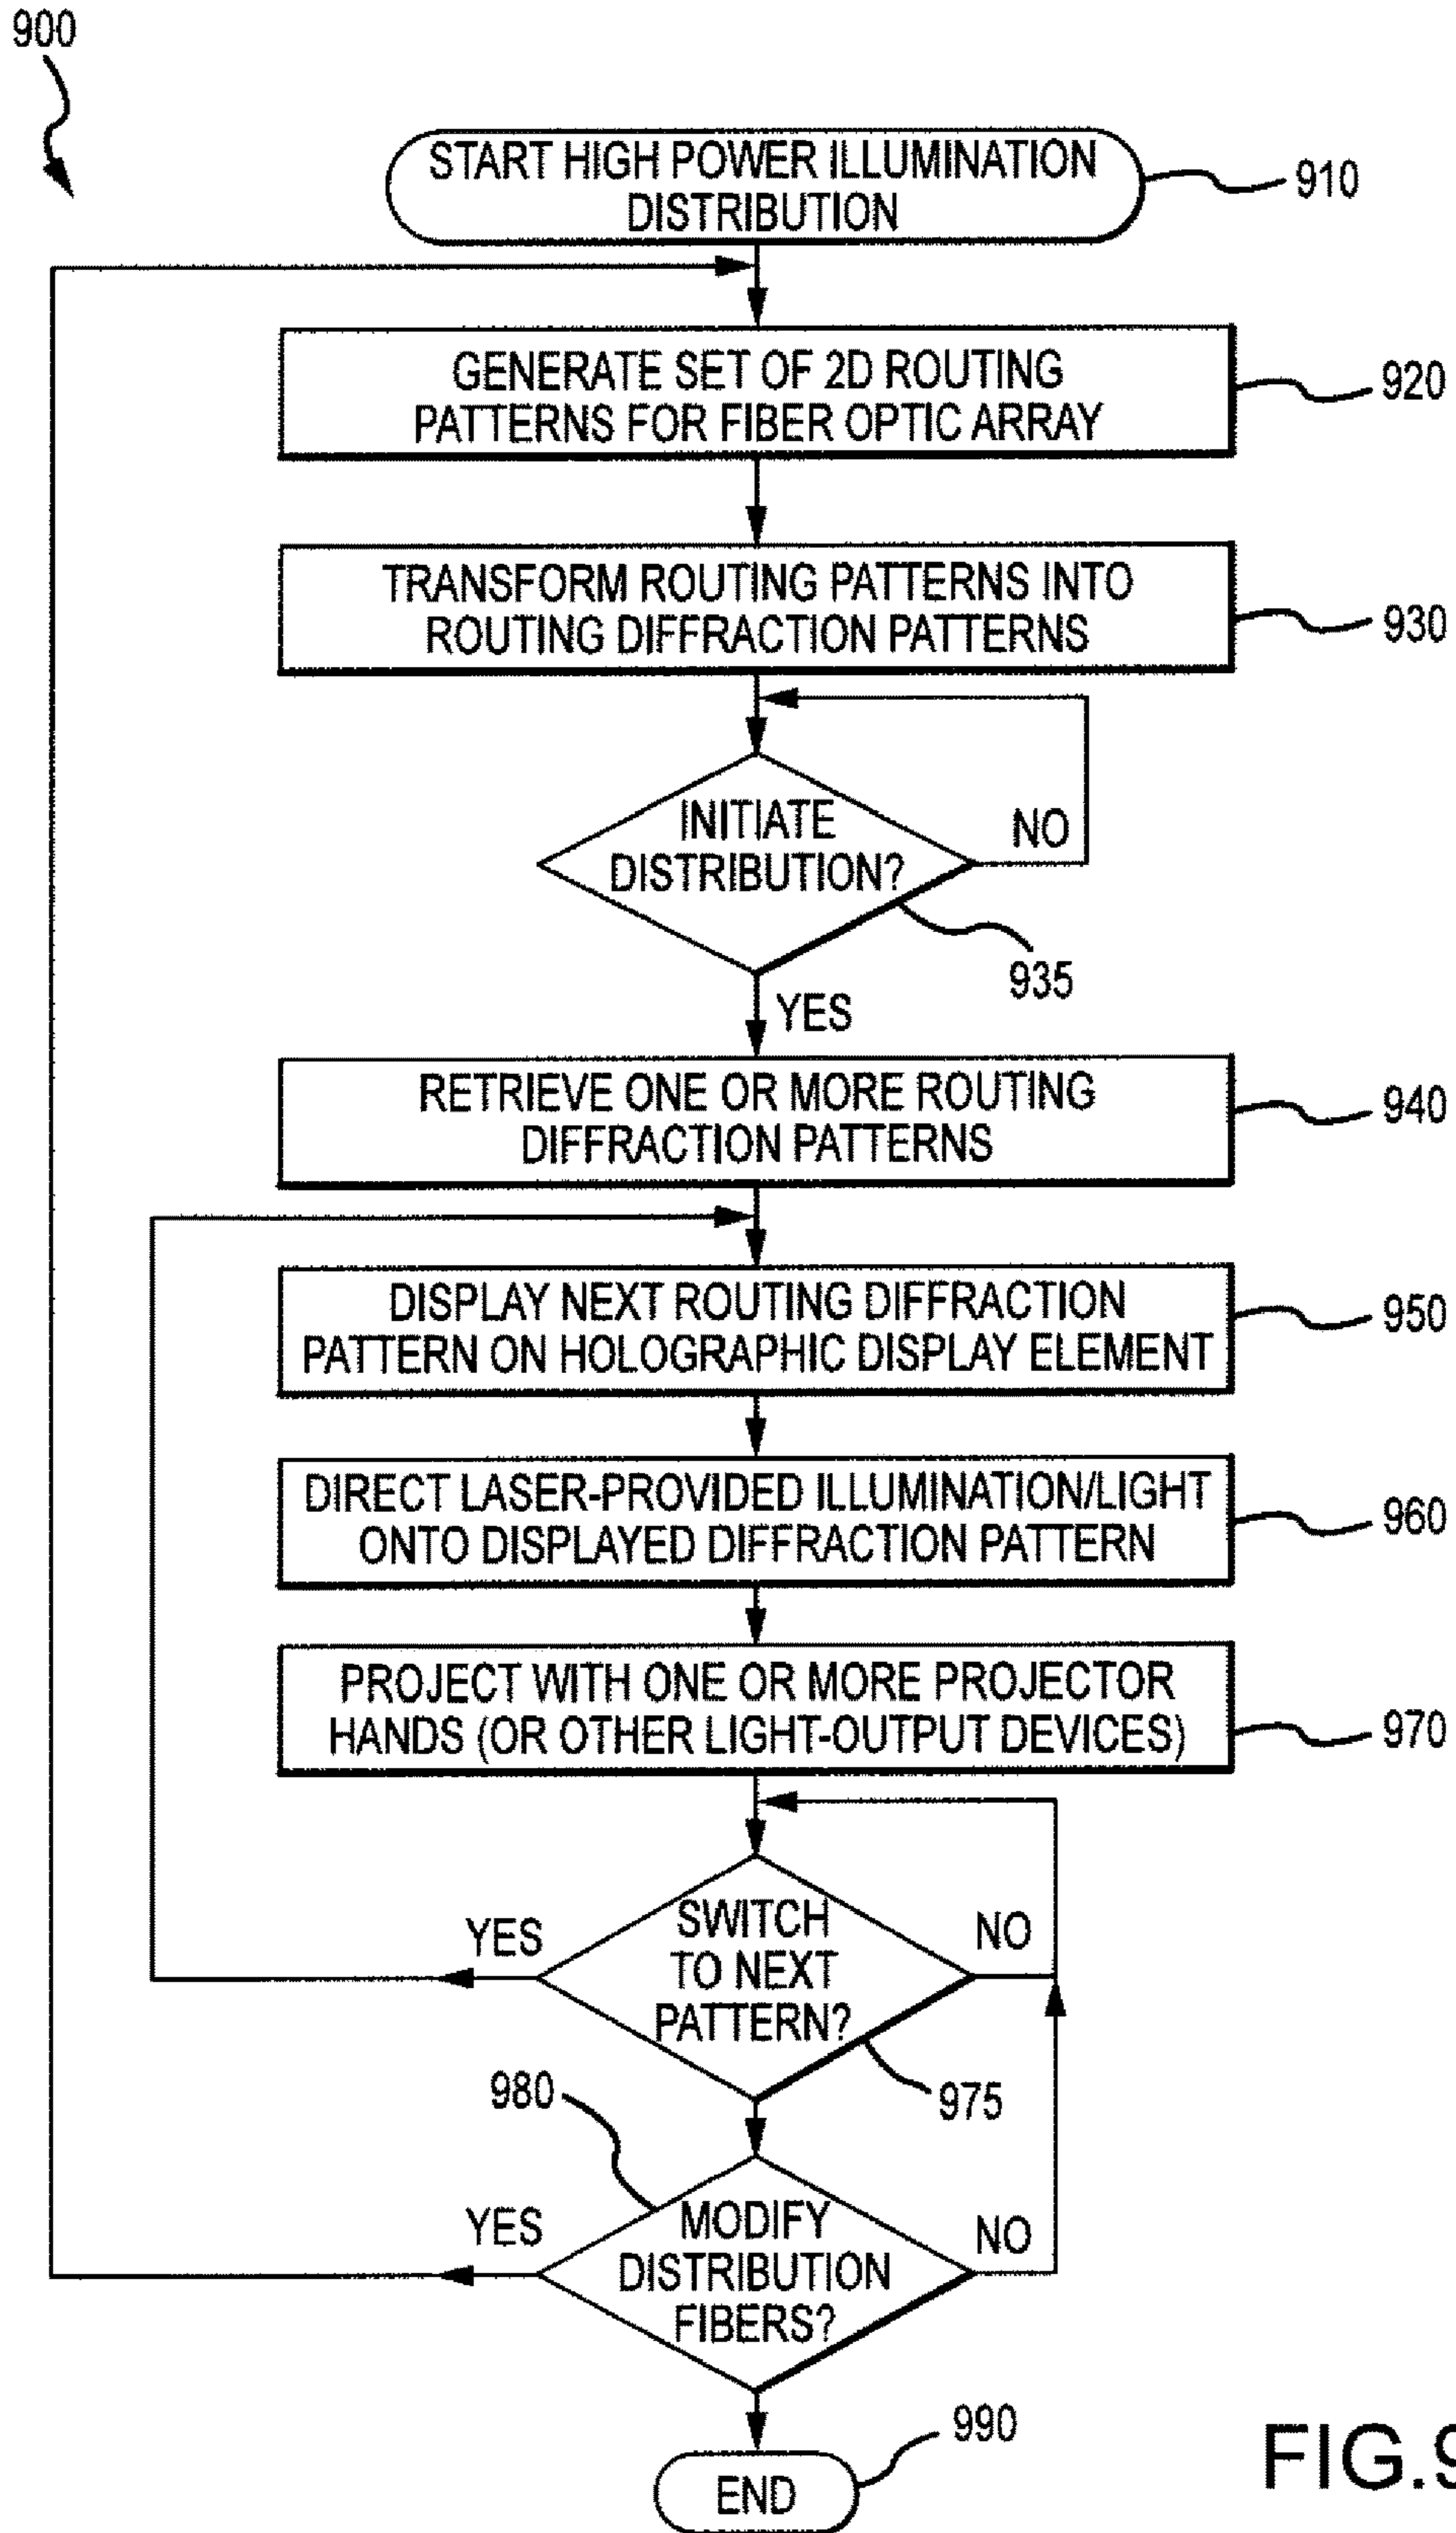 900
START HIGH POWER ILLUMINATION
DISTRIBUTION
910
GENERATE SET OF 2D ROUTING
PATTERNS FOR FIBER OPTIC ARRAY
920
TRANSFORM ROUTING PATTERNS INTO
ROUTING DIFFRACTION PATTERNS
930
INITIATE
DISTRIBUTION?
NO
935
YES
RETRIEVE ONE OR MORE ROUTING
DIFFRACTION PATTERNS
940
DISPLAY NEXT ROUTING DIFFRACTION
PATTERN ON HOLOGRAPHIC DISPLAY ELEMENT
950
DIRECT LASER-PROVIDED ILLUMINATION/LIGHT
ONTO DISPLAYED DIFFRACTION PATTERN
960
PROJECT WITH ONE OR MORE PROJECTOR
HANDS (OR OTHER LIGHT-OUTPUT DEVICES)
970
YES
SWITCH
TO NEXT
PATTERN?
NO
975
980
YES
MODIFY
DISTRIBUTION
FIBERS?
NO
990
END
FIG.9